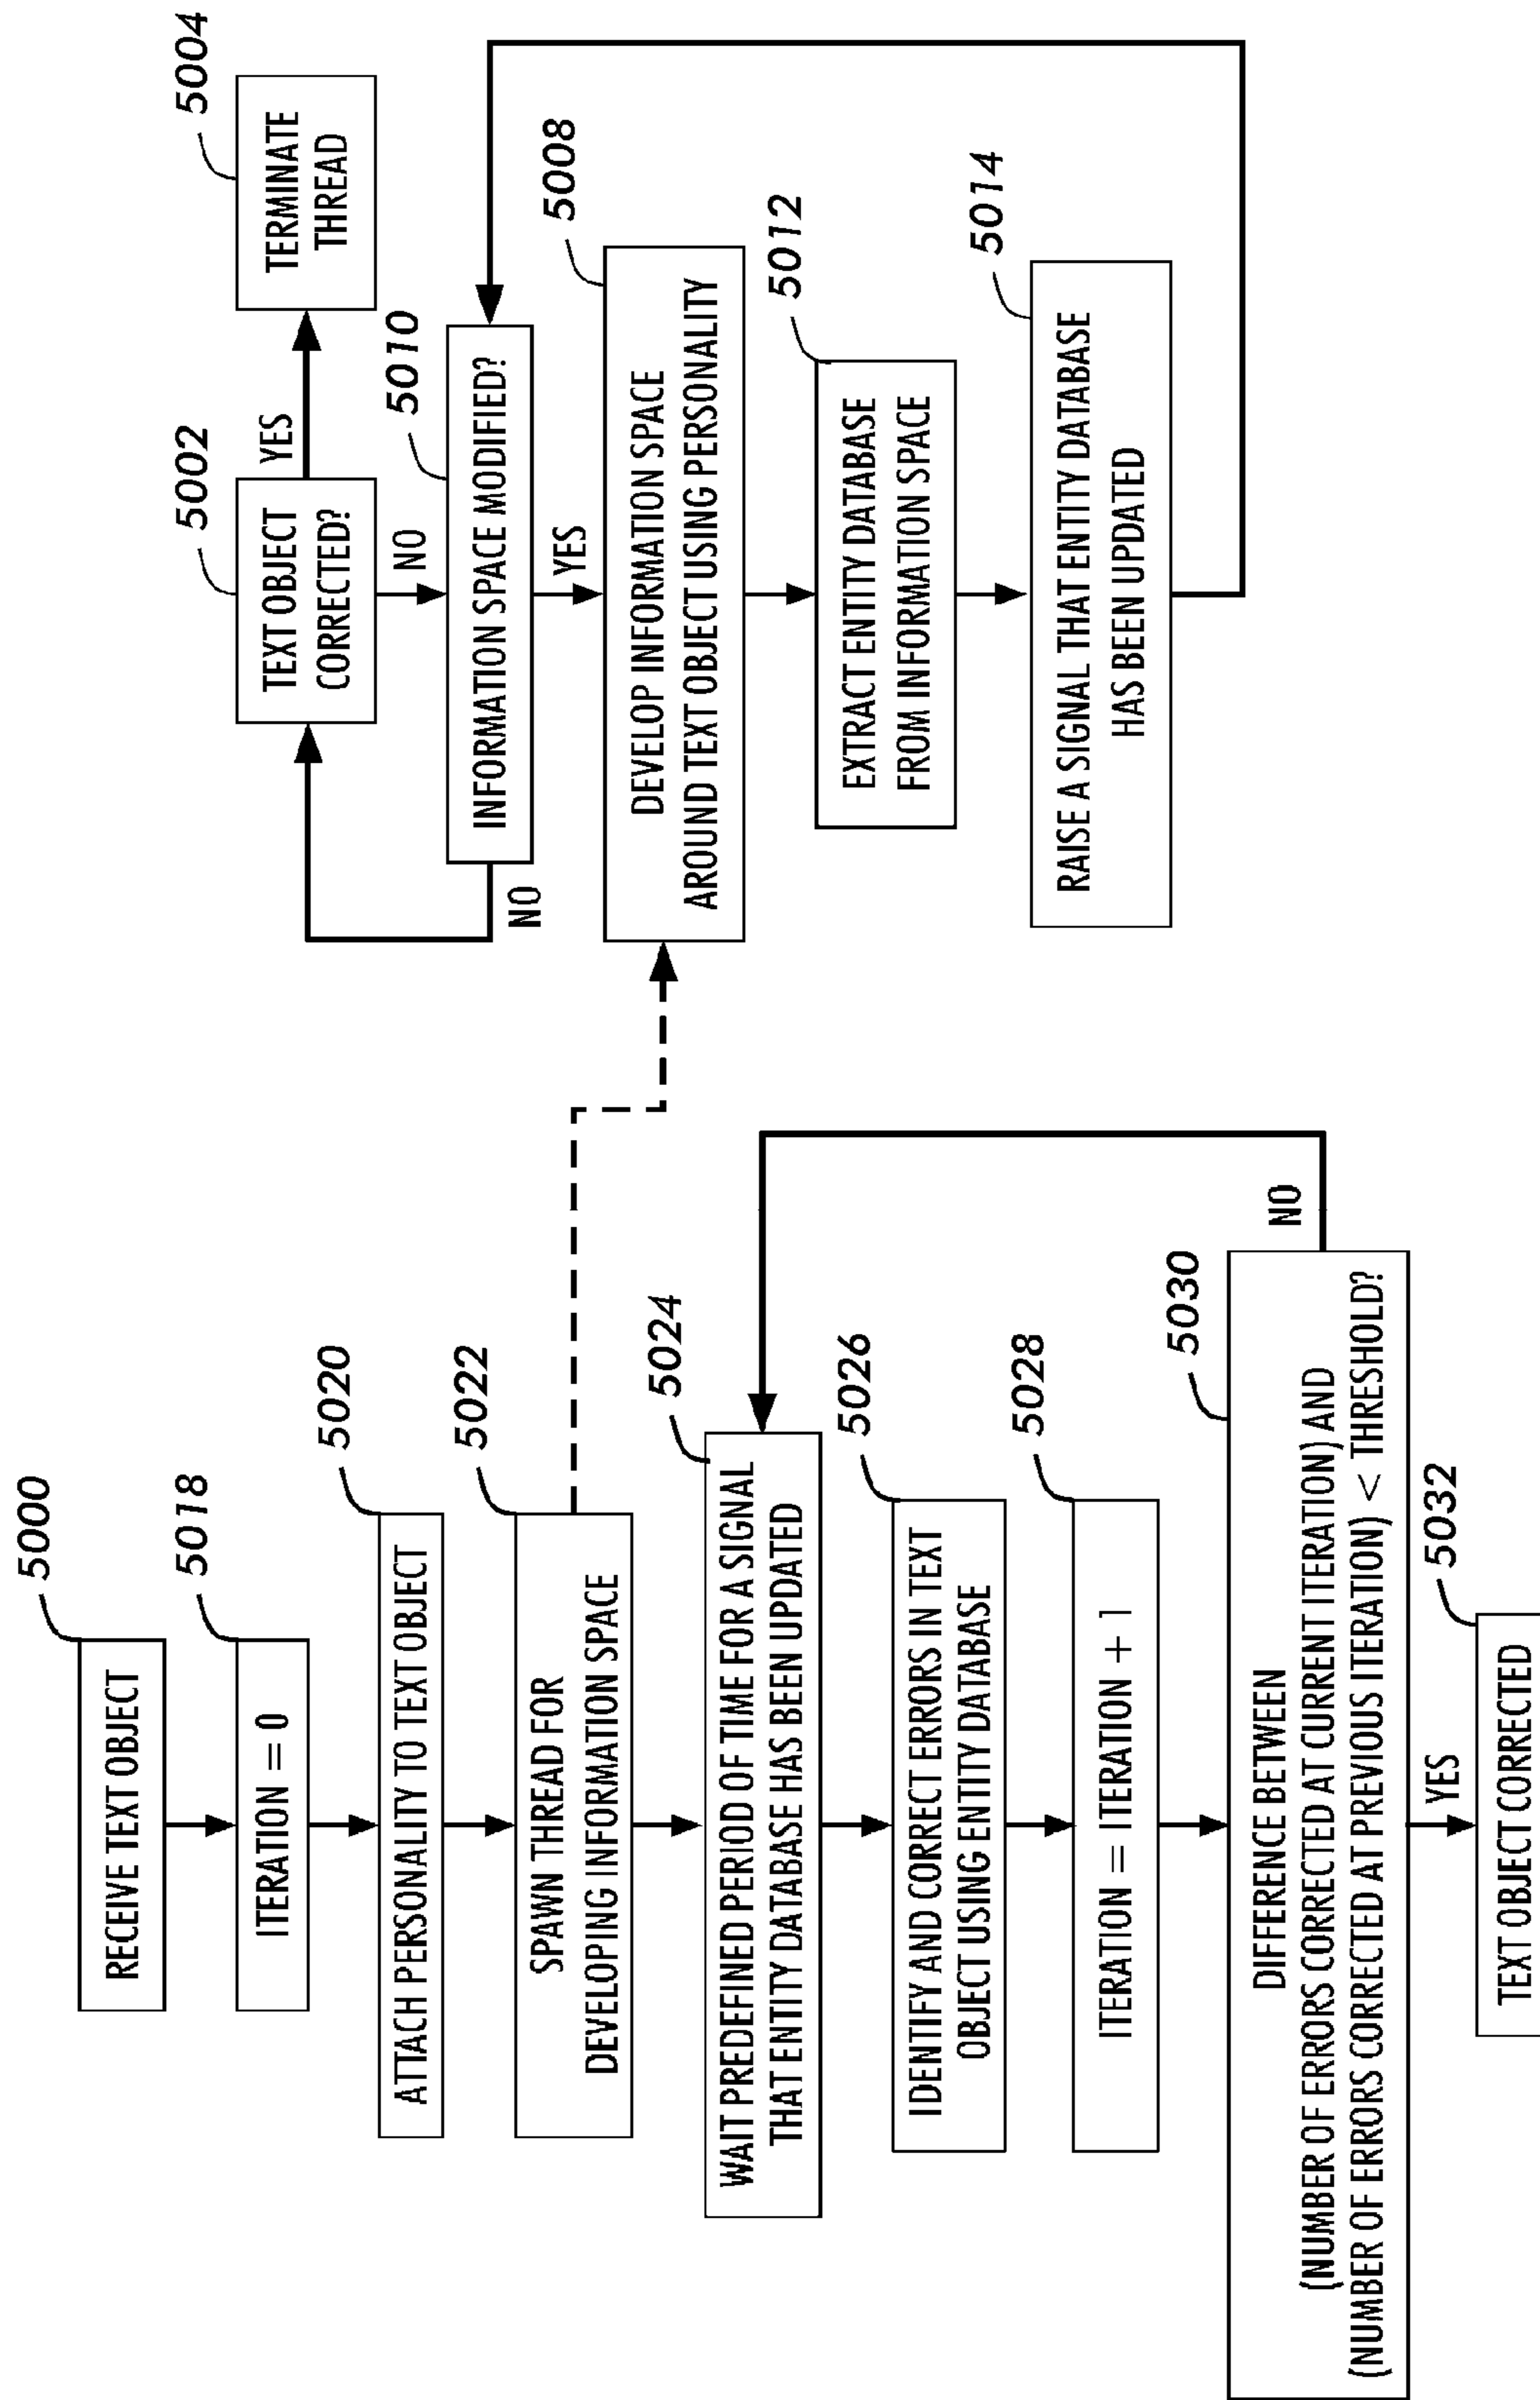 5000
RECEIVE TEXT OBJECT
5018
ITERATION = 0
5020
ATTACH PERSONALITY TO TEXT OBJECT
5022
SPAWN THREAD FOR
DEVELOPING INFORMATION SPACE
5024
WAIT PREDEFINED PERIOD OF TIME FOR A SIGNAL
THAT ENTITY DATABASE HAS BEEN UPDATED
5026
IDENTIFY AND CORRECT ERRORS IN TEXT
OBJECT USING ENTITY DATABASE
5028
ITERATION = ITERATION + 1
5030
DIFFERENCE BETWEEN
(NUMBER OF ERRORS CORRECTED AT CURRENT ITERATION) AND
(NUMBER OF ERRORS CORRECTED AT PREVIOUS ITERATION) < THRESHOLD?
NO
YES
5032
TEXT OBJECT CORRECTED
5002
TEXT OBJECT
CORRECTED?
YES
5004
TERMINATE
THREAD
NO
5010
INFORMATION SPACE MODIFIED?
NO
YES
5008
DEVELOP INFORMATION SPACE
AROUND TEXT OBJECT USING PERSONALITY
5012
EXTRACT ENTITY DATABASE
FROM INFORMATION SPACE
5014
RAISE A SIGNAL THAT ENTITY DATABASE
HAS BEEN UPDATED